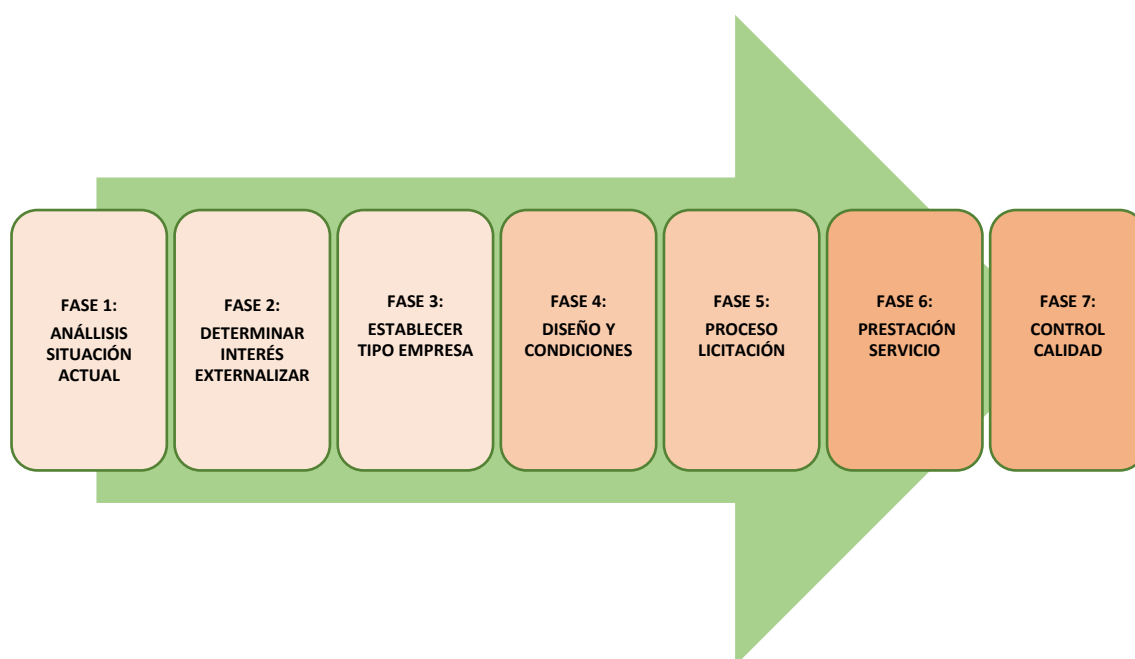 FASE 1:
ANÁLLISIS
SITUACIÓN
ACTUAL
FASE 2:
DETERMINAR
INTERÉS
EXTERNALIZAR
FASE 3:
ESTABLECER
TIPO EMPRESA
FASE 4:
DISEÑO Y
CONDICIONES
FASE 5:
PROCESO
LICITACIÓN
FASE 6:
PRESTACIÓN
SERVICIO
FASE 7:
CONTROL
CALIDAD